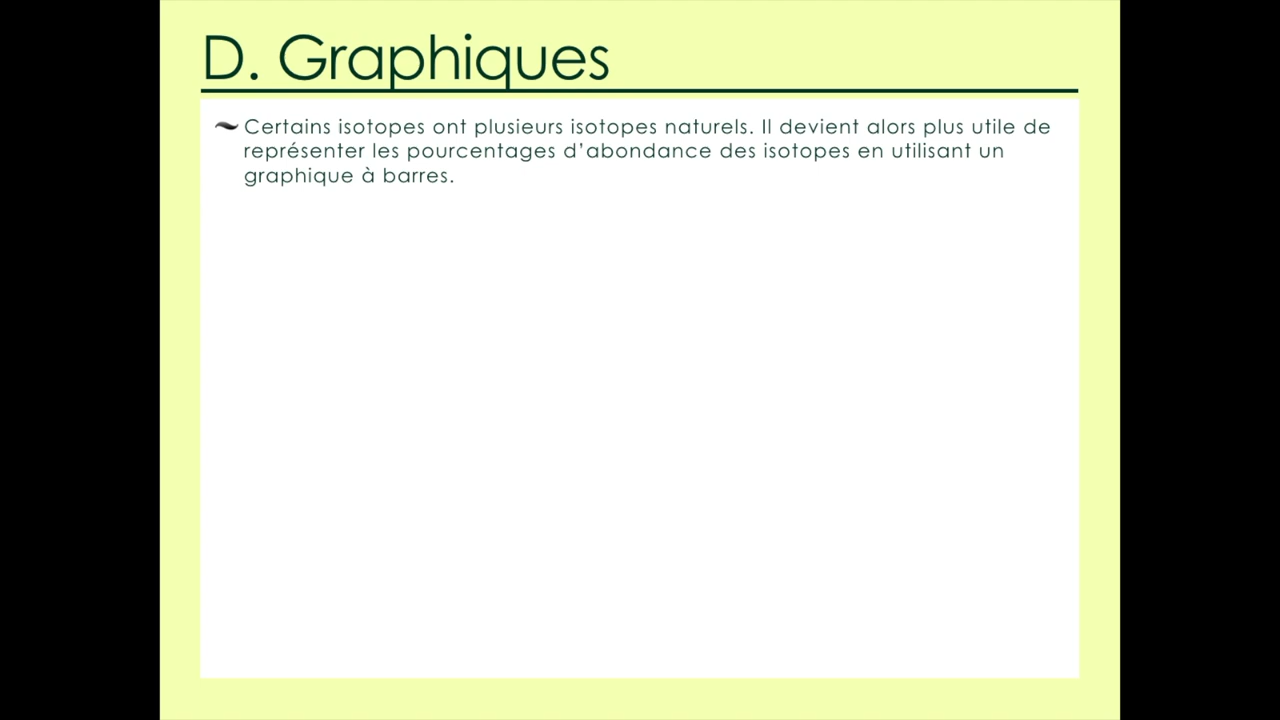 D. Graphiques
Certains isotopes ont plusieurs isotopes naturels. Il devient alors plus utile de
représenter les pourcentages d’abondance des isotopes en utilisant un
graphique à barres.